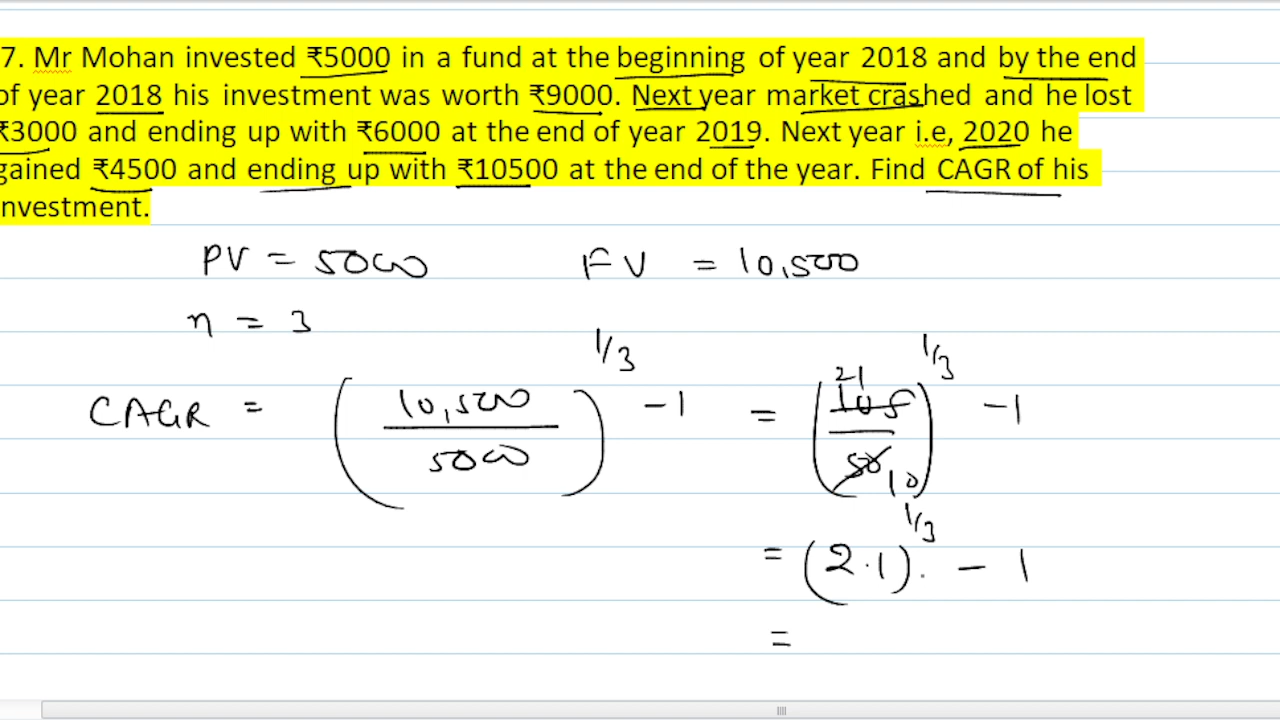 7. Mr Mohan invested ₹5000 in a fund at the beginning of year 2018 and by the end
of year 2018 his investment was worth ₹9000. Next year market crashed and he lost
₹3000 and ending up with ₹6000 at the end of year 2019. Next year i.e, 2020 he
gained ₹4500 and ending up with ₹10500 at the end of the year. Find CAGR of his
nvestment.
PV = 5000 FV = 10,500
n = 3
CAGR = (10,500/5000)^1/3 - 1 = (21 105/50 10)^1/3 - 1
= (2.1)^1/3 - 1
=